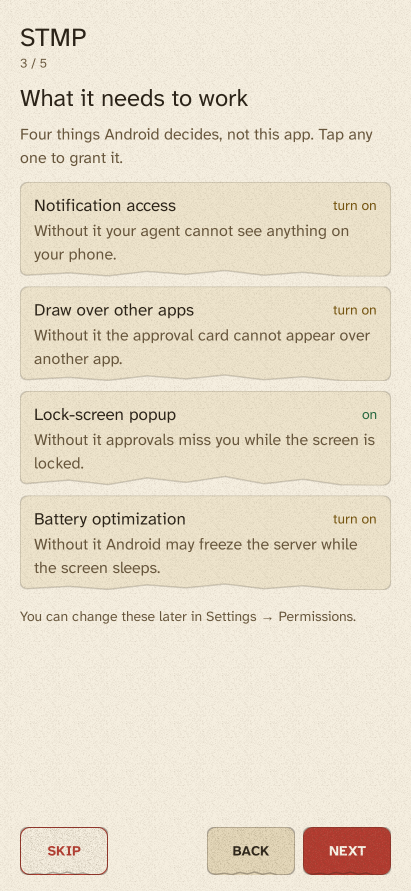 STMP
3 / 5
What it needs to work
Four things Android decides, not this app. Tap any
one to grant it.
Notification access
turn on
Without it your agent cannot see anything on
your phone.
Draw over other apps
turn on
Without it the approval card cannot appear over
another app.
Lock-screen popup
on
Without it approvals miss you while the screen is
locked.
Battery optimization
turn on
Without it Android may freeze the server while
the screen sleeps.
You can change these later in Settings → Permissions.
SKIP
BACK
NEXT